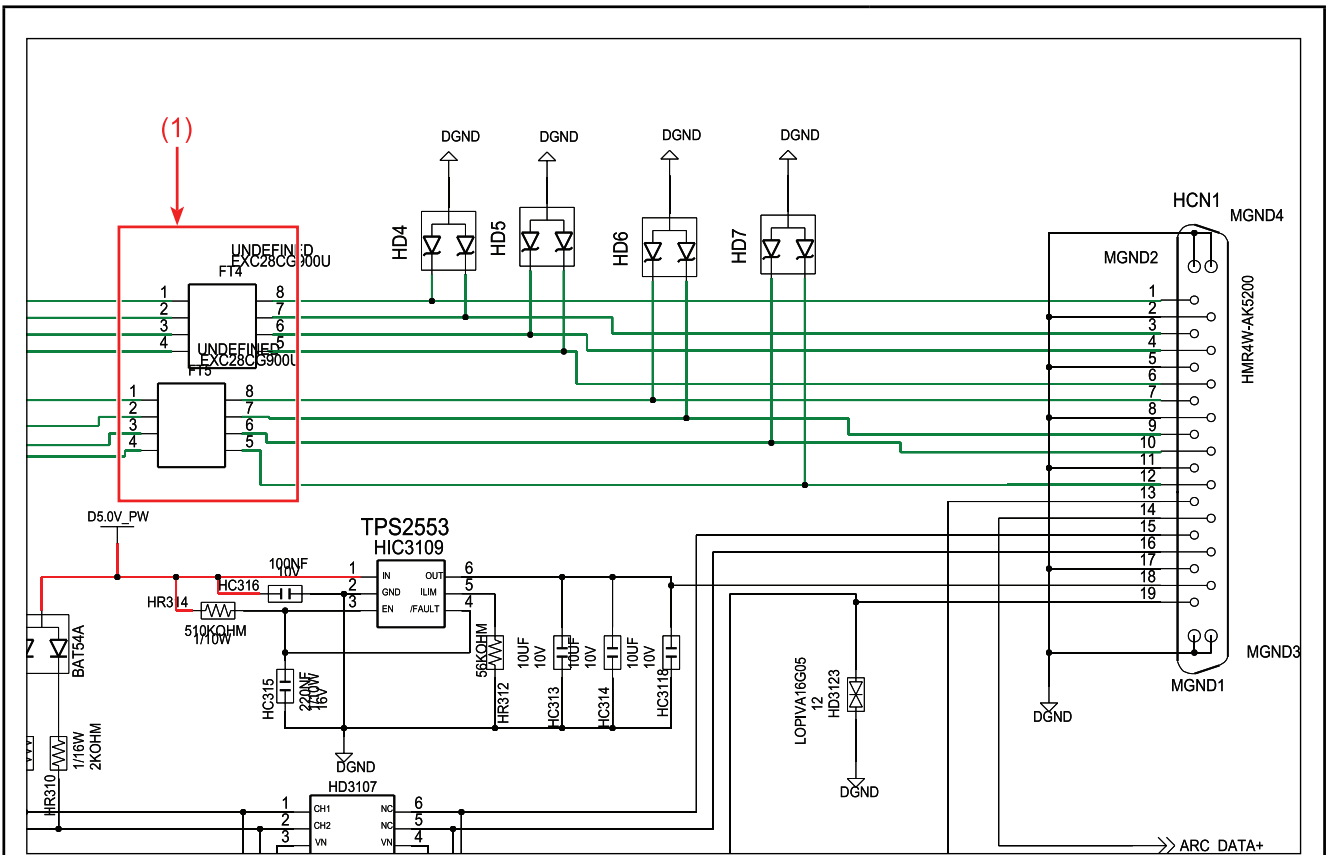 (1)
DGND
DGND
DGND
DGND
HCN1
MGND4
MGND2
HMR4W-AK5200
HD4
HD5
HD6
HD7
UNDEFINED
EXC28CG900U
FT4
1
2
3
4
8
7
6
5
UNDEFINED
EXC28CG900U
FT5
1
2
3
4
8
7
6
5
1
2
3
4
5
6
7
8
9
10
11
12
13
14
15
16
17
18
19
MGND3
MGND1
DGND
D5.0V_PW
TPS2553
HIC3109
100NF
10V
HC316
1
2
3
IN
GND
EN
OUT
ILIM
/FAULT
6
5
4
HR314
510KOHM
1/10W
BAT54A
HC315
220NF
16V
56KOHM
HR312
10UF
10V
HC313
10UF
10V
HC314
10UF
10V
HC3118
LOPIVA16G05
12
HD3123
DGND
DGND
1/16W
2KOHM
HR310
HD3107
1
2
3
CH1
CH2
VN
NC
NC
VN
6
5
4
ARC DATA+